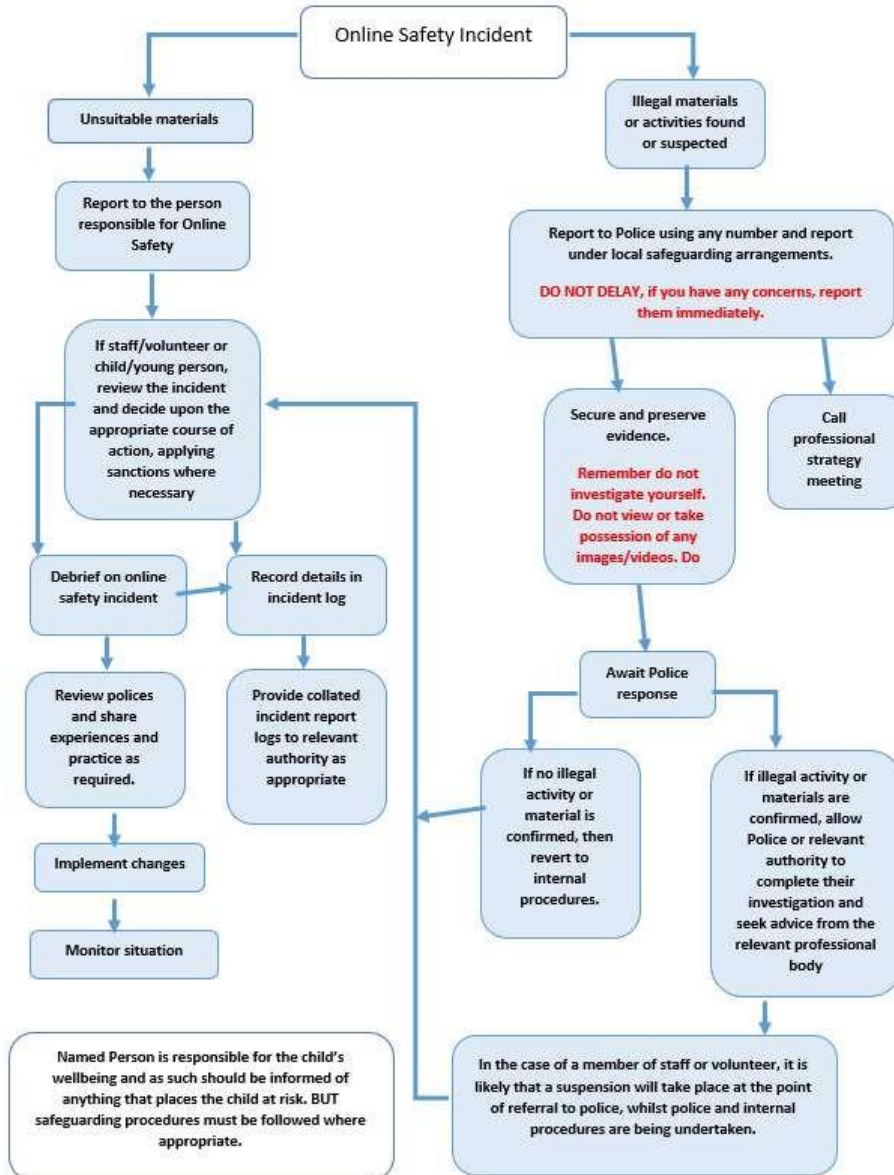 Online Safety Incident
Unsuitable materials
Report to the person
responsible for Online
Safety
If staff/volunteer or
child/young person,
review the incident
and decide upon the
appropriate course of
action, applying
sanctions where
necessary
Debrief on online
safety incident
Record details in
incident log
Review polices
and share
experiences and
practice as
required.
Provide collated
incident report
logs to relevant
authority as
appropriate
Implement changes
Monitor situation
Illegal materials
or activities found
or suspected
Report to Police using any number and report
under local safeguarding arrangements.
DO NOT DELAY, if you have any concerns, report
them immediately.
Secure and preserve
evidence.
Remember do not
investigate yourself.
Do not view or take
possession of any
images/videos. Do
Call
professional
strategy
meeting
Await Police
response
If no illegal
activity or
material is
confirmed, then
revert to
internal
procedures.
If illegal activity or
materials are
confirmed, allow
Police or relevant
authority to
complete their
investigation and
seek advice from the
relevant professional
body
In the case of a member of staff or volunteer, it is
likely that a suspension will take place at the point
of referral to police, whilst police and internal
procedures are being undertaken.
Named Person is responsible for the child's
wellbeing and as such should be informed of
anything that places the child at risk. BUT
safeguarding procedures must be followed where
appropriate.